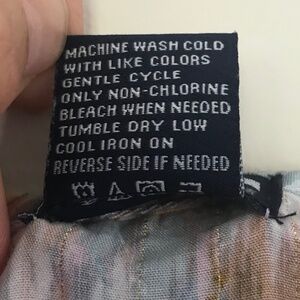 MACHINE WASH COLD
WITH LIKE COLORS
GENTLE CYCLE
ONLY NON-CHLORINE
BLEACH WHEN NEEDED
TUMBLE DRY LOW
COOL IRON ON
REVERSE SIDE IF NEEDED